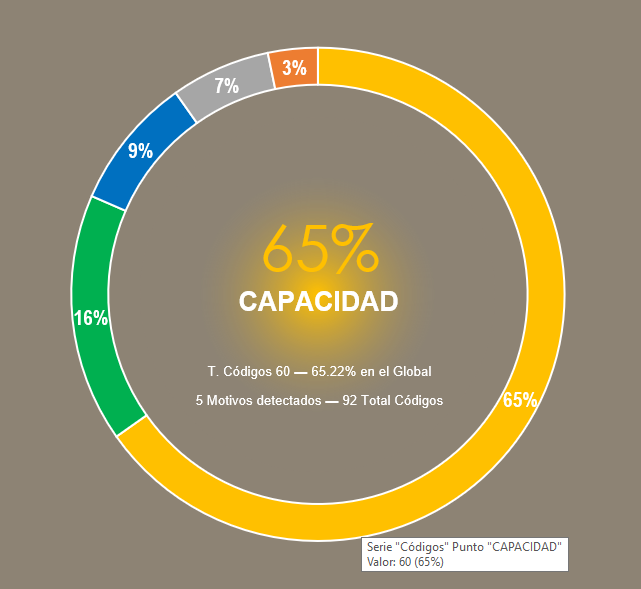 3%
7%
9%
65%
CAPACIDAD
16%
T. Códigos 60 — 65.22% en el Global
5 Motivos detectados — 92 Total Códigos
65%
Serie "Códigos" Punto "CAPACIDAD"
Valor: 60 (65%)